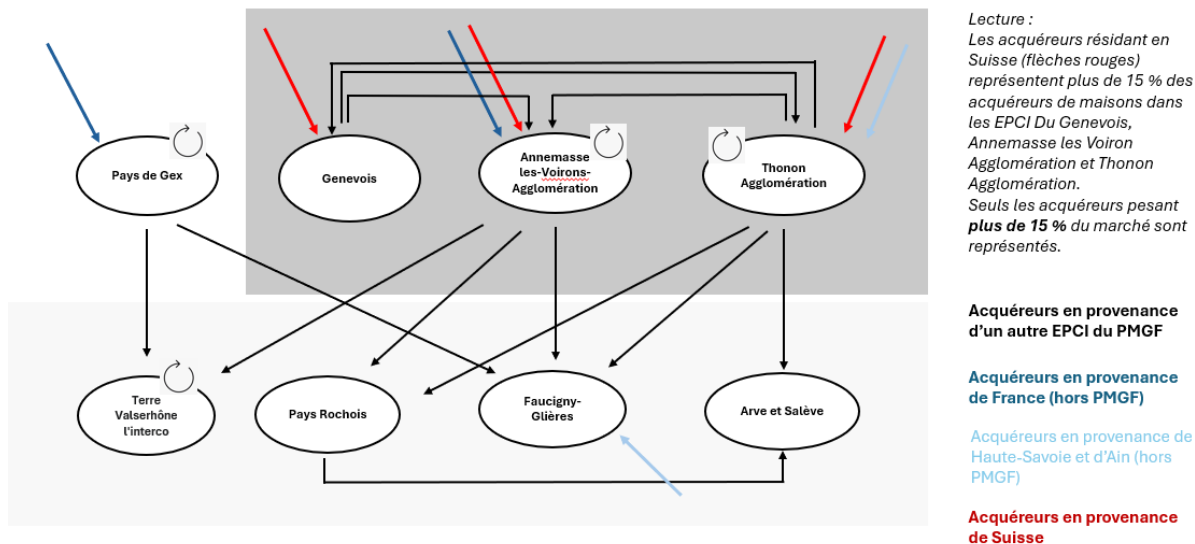 Lecture :
Les acquéreurs résidant en
Suisse (flèches rouges)
représentent plus de 15 % des
acquéreurs de maisons dans
les EPCI Du Genevois,
Annemasse les Voiron
Agglomération et Thonon
Agglomération.
Seuls les acquéreurs pesant
plus de 15 % du marché sont
représentés.
Pays de Gex
Genevois
Annemasse
les-Voirons-
Agglomération
Thonon
Agglomération
Terre
Valserhône
l'interco
Pays Rochois
Faucigny-
Glières
Arve et Salève
Acquéreurs en provenance
d'un autre EPCI du PMGF
Acquéreurs en provenance
de France (hors PMGF)
Acquéreurs en provenance de
Haute-Savoie et d'Ain (hors
PMGF)
Acquéreurs en provenance
de Suisse